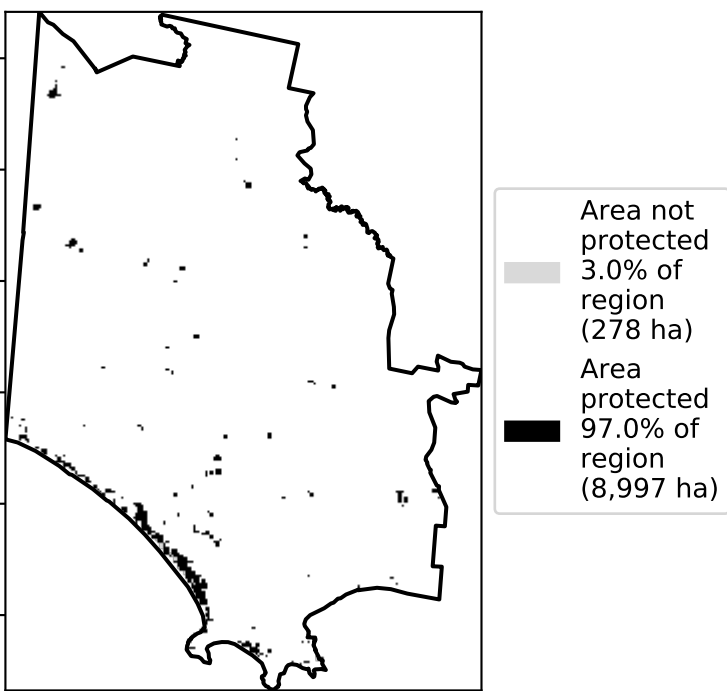 Area not
protected
3.0% of
region
(278 ha)
Area
protected
97.0% of
region
(8,997 ha)